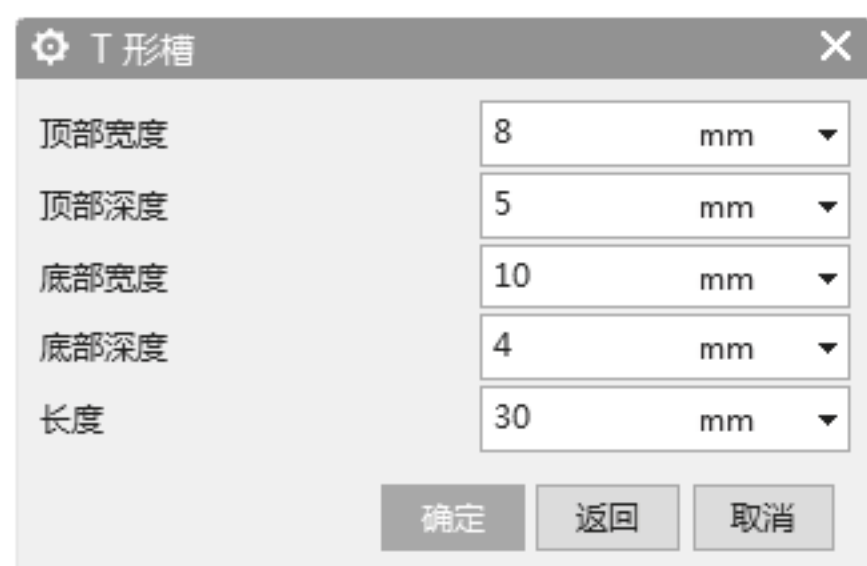 T 形槽
顶部宽度 8 mm
顶部深度 5 mm
底部宽度 10 mm
底部深度 4 mm
长度 30 mm
确定 返回 取消